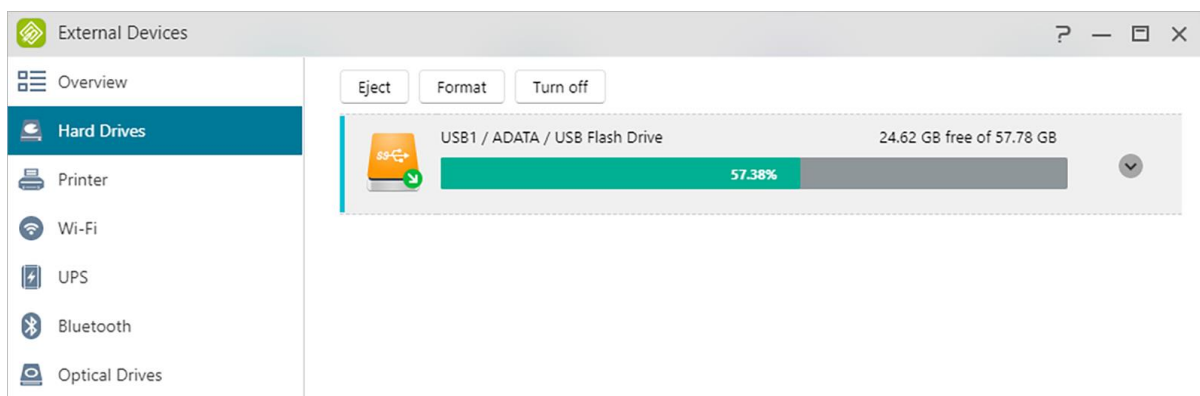 External Devices
Overview
Hard Drives
Printer
Wi-Fi
UPS
Bluetooth
Optical Drives
Eject Format Turn off
USB1 / ADATA / USB Flash Drive 24.62 GB free of 57.78 GB
SS
57.38%